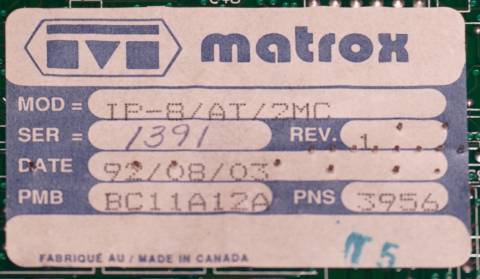 matrox
MOD = IP-8/AT/2MC
SER = 1391 REV. 1
DATE 92/08/03
PMB BC11A12A PNS 3956
FABRIQUÉ AU / MADE IN CANADA